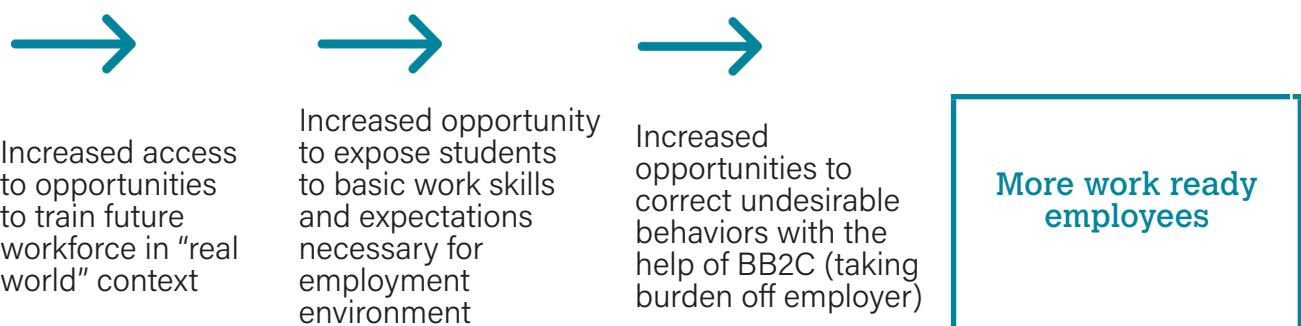 Increased access
to opportunities
to train future
workforce in “real
world” context
Increased opportunity
to expose students
to basic work skills
and expectations
necessary for
employment
environment
Increased
opportunities to
correct undesirable
behaviors with the
help of BB2C (taking
burden off employer)
More work ready
employees